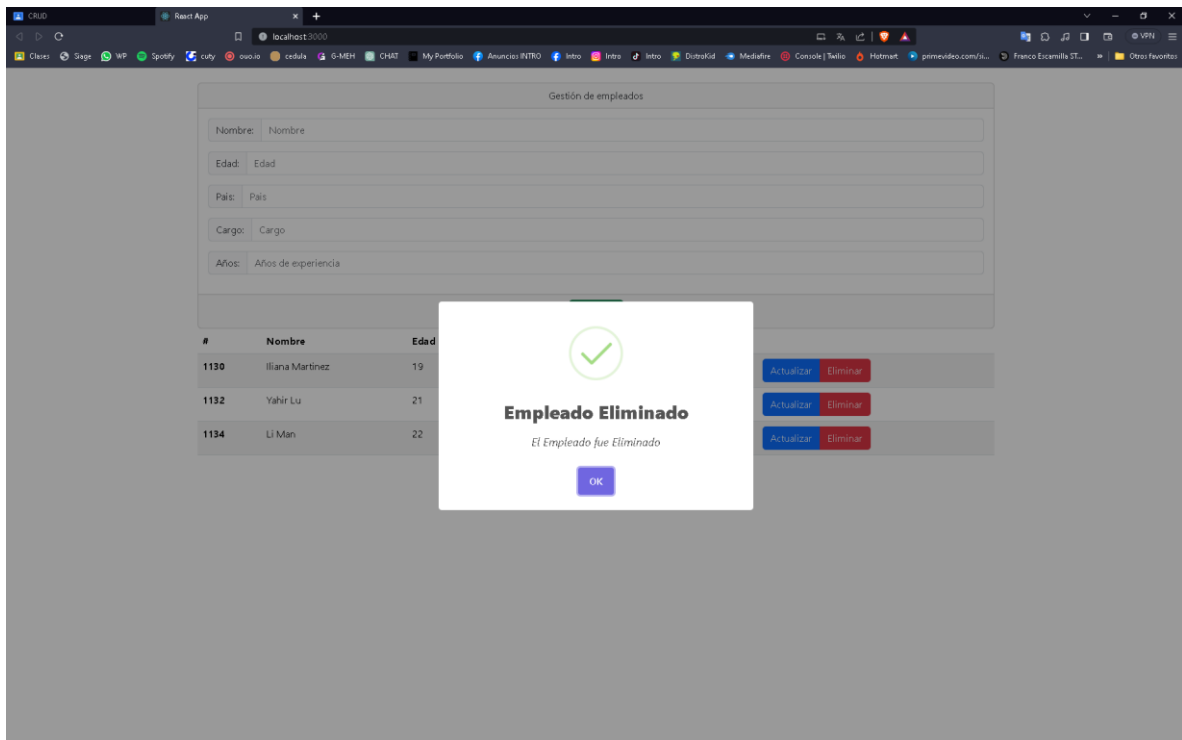 CRUD React App
localhost:3000 VPN
Clases Siage WP Spotify cuty ouo.io cedula G-MEH CHAT My Portfolio Anuncios INTRO Intro Intro Intro DistroKid Mediafire Console | Twilio Hotmart primevideo.com/si... Franco Escamilla ST... Otros favoritos
Gestión de empleados
Nombre: Nombre
Edad: Edad
Pais: Pais
Cargo: Cargo
Años: Años de experiencia
# Nombre Edad
1130 Iliana Martinez 19 Actualizar Eliminar
1132 Yahir Lu 21 Actualizar Eliminar
1134 Li Man 22 Actualizar Eliminar
Empleado Eliminado
El Empleado fue Eliminado
OK